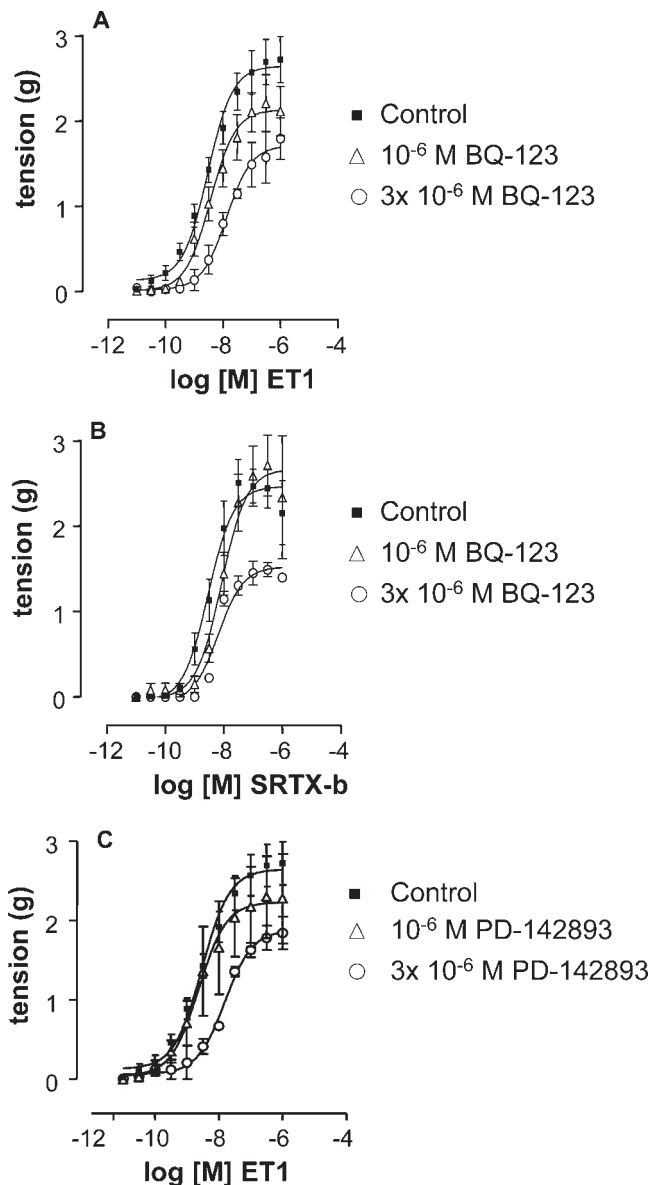 A
3
2
1
0
tension (g)
-12 -10 -8 -6 -4
log [M] ET1
Control
10⁻⁶ M BQ-123
3x 10⁻⁶ M BQ-123
B
3
2
1
0
tension (g)
-12 -10 -8 -6 -4
log [M] SRTX-b
Control
10⁻⁶ M BQ-123
3x 10⁻⁶ M BQ-123
C
3
2
1
0
tension (g)
-12 -10 -8 -6 -4
log [M] ET1
Control
10⁻⁶ M PD-142893
3x 10⁻⁶ M PD-142893